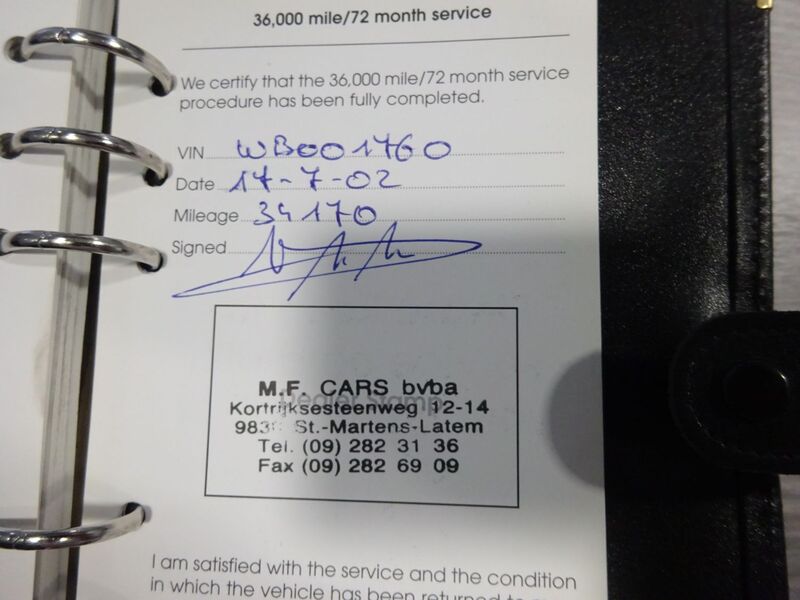 36,000 mile/72 month service
We certify that the 36,000 mile/72 month service
procedure has been fully completed.
VIN WB001760
Date 17-7-02
Mileage 34170
Signed
Dealer Stamp
M.F. CARS bvba
Kortrijksesteenweg 12-14
St.-Martens-Latem
Tel. (09) 282 31 36
Fax (09) 282 69 09
I am satisfied with the service and the condition
in which the vehicle has been returned to